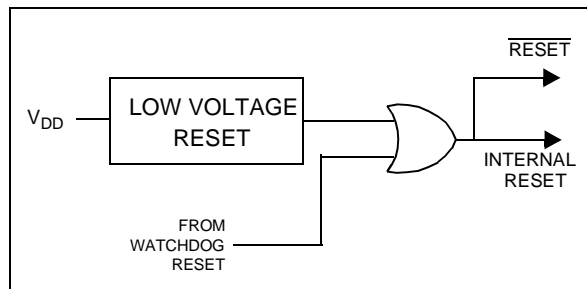 RESET
V_DD
LOW VOLTAGE
RESET
INTERNAL
RESET
FROM
WATCHDOG
RESET